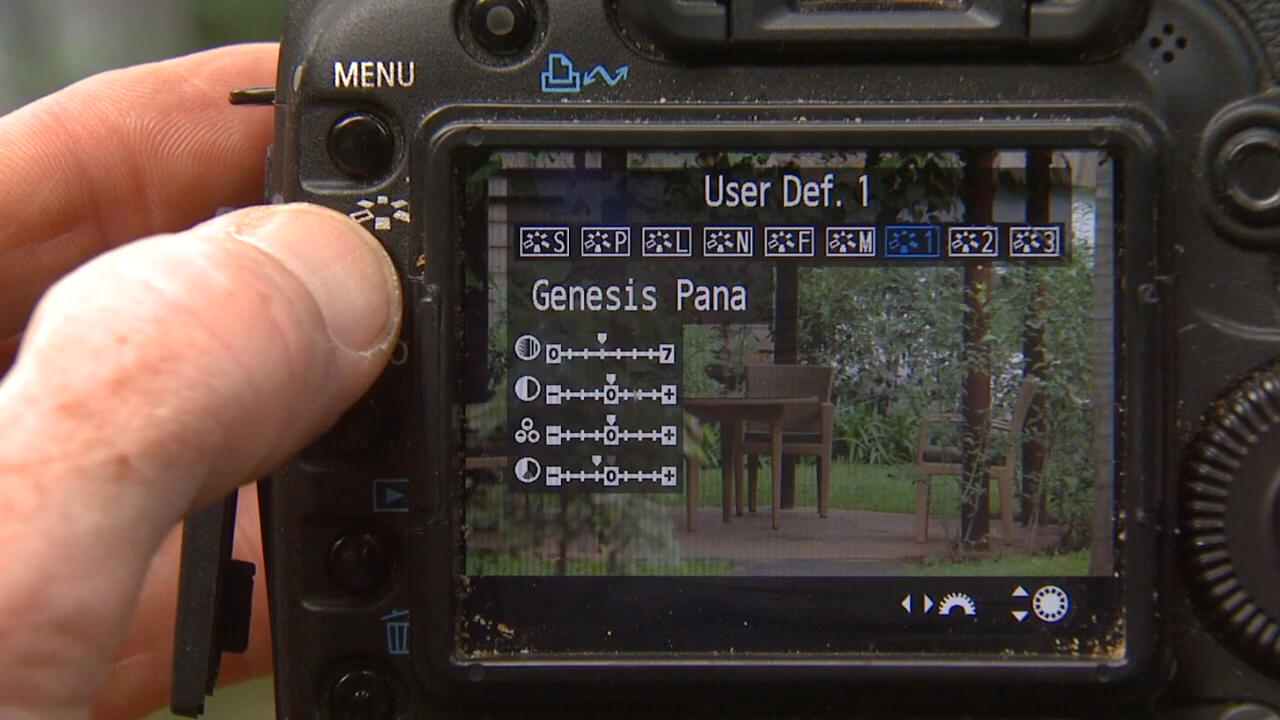 MENU
User Def. 1
S P L N F M 1 2 3
Genesis Pana
0 7
- 0 +
- 0 +
- 0 +